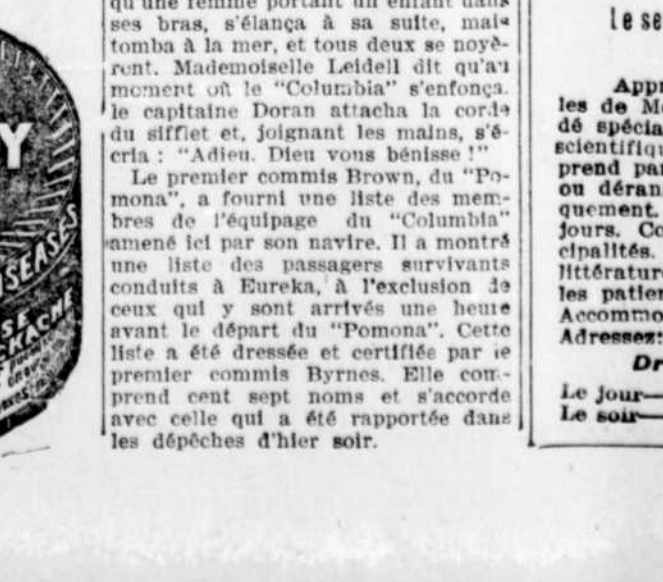 Y
ISEASES
SE
CKACHE
qu'une femme portant un enfant dans
ses bras, s'élança à sa suite, mais
tomba à la mer, et tous deux se noyè-
rent. Mademoiselle Leidell dit qu'au
moment où le "Columbia" s'enfonça.
le capitaine Doran attacha la corde
du sifflet et, joignant les mains, s'é-
cria : "Adieu. Dieu vous bénisse !"
Le premier commis Brown, du "Po-
mona", a fourni une liste des mem-
bres de l'équipage du "Columbia"
amené ici par son navire. Il a montré
une liste des passagers survivants
conduits à Eureka, à l'exclusion de
ceux qui y sont arrivés une heure
avant le départ du "Pomona". Cette
liste a été dressée et certifiée par le
premier commis Byrnes. Elle com-
prend cent sept noms et s'accorde
avec celle qui a été rapportée dans
les dépêches d'hier soir.
Le se
Appr
les de M
dé spécia
scientifiqu
prend par
ou déran
quement.
jours. Co
cipalités.
littérature
les patien
Accommo
Adressez:
Dr
Le jour—
Le soir—